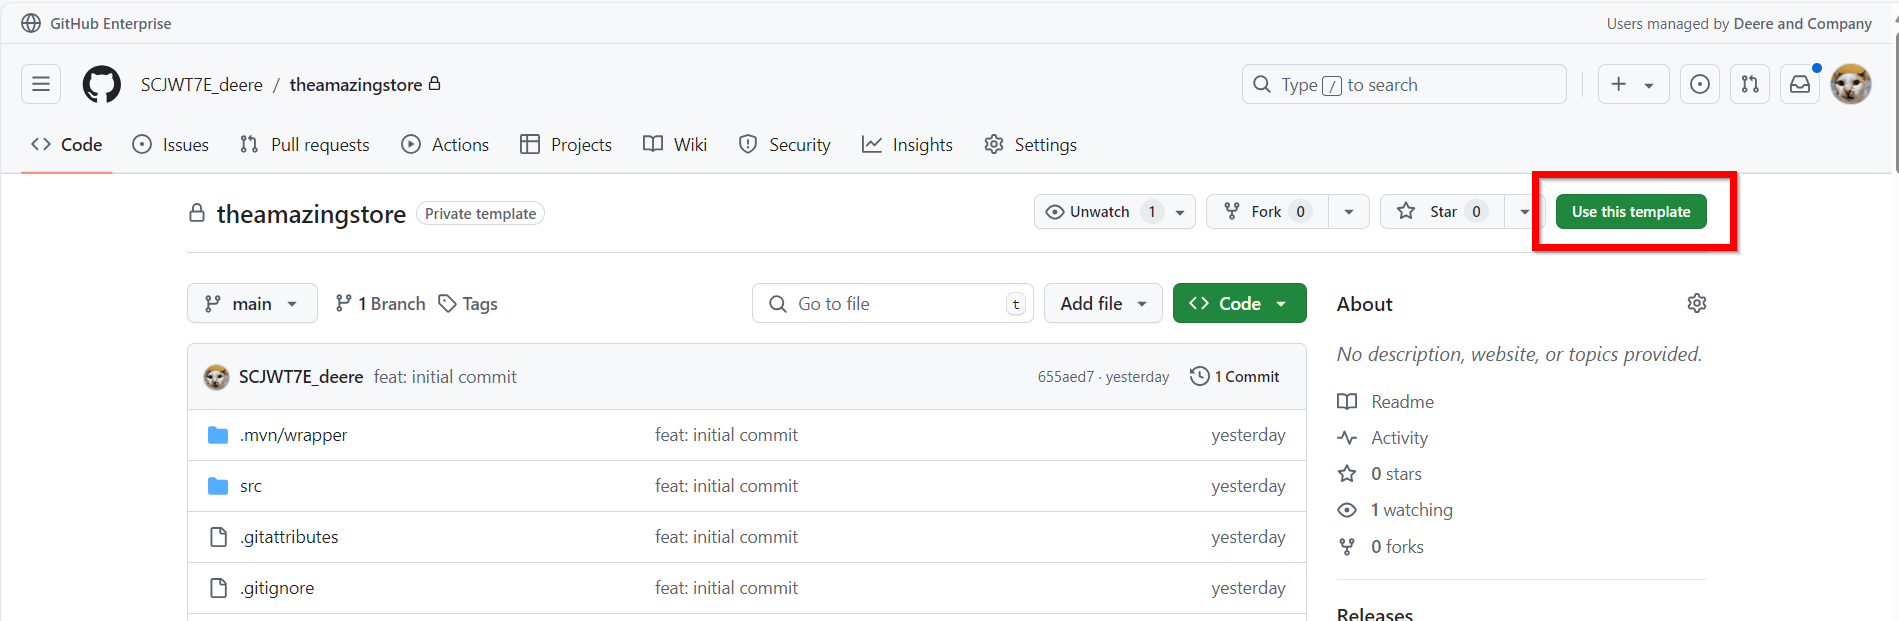 GitHub Enterprise
Users managed by Deere and Company
SCJWT7E_deere / theamazingstore
Type / to search
Code Issues Pull requests Actions Projects Wiki Security Insights Settings
theamazingstore Private template
Unwatch 1 Fork 0 Star 0 Use this template
main 1 Branch Tags Go to file t Add file Code
SCJWT7E_deere feat: initial commit 655aed7 · yesterday 1 Commit
.mvn/wrapper feat: initial commit yesterday
src feat: initial commit yesterday
.gitattributes feat: initial commit yesterday
.gitignore feat: initial commit yesterday
About
No description, website, or topics provided.
Readme
Activity
0 stars
1 watching
0 forks
Releases